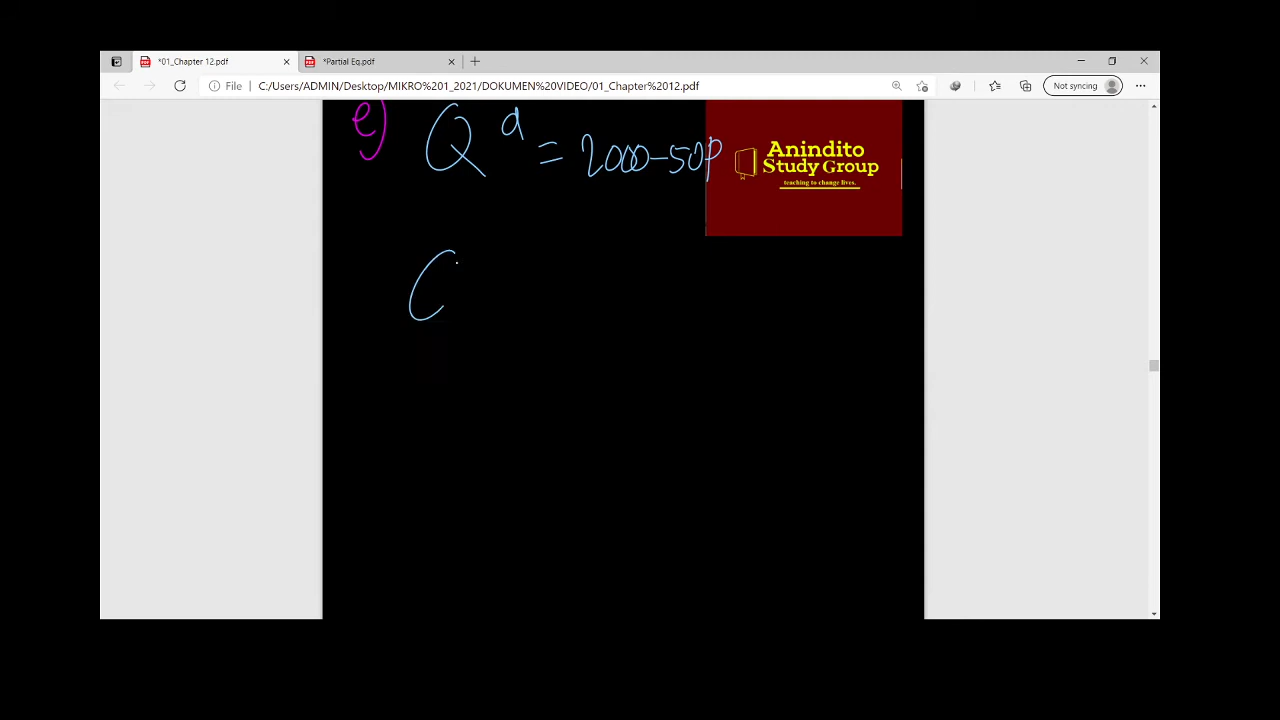 *01_Chapter 12.pdf
*Partial Eq.pdf
File
C:/Users/ADMIN/Desktop/MIKRO%201_2021/DOKUMEN%20VIDEO/01_Chapter%2012.pdf
Not syncing
e) Q d = 2000-50P
Anindito
Study Group
teaching to change lives.
C